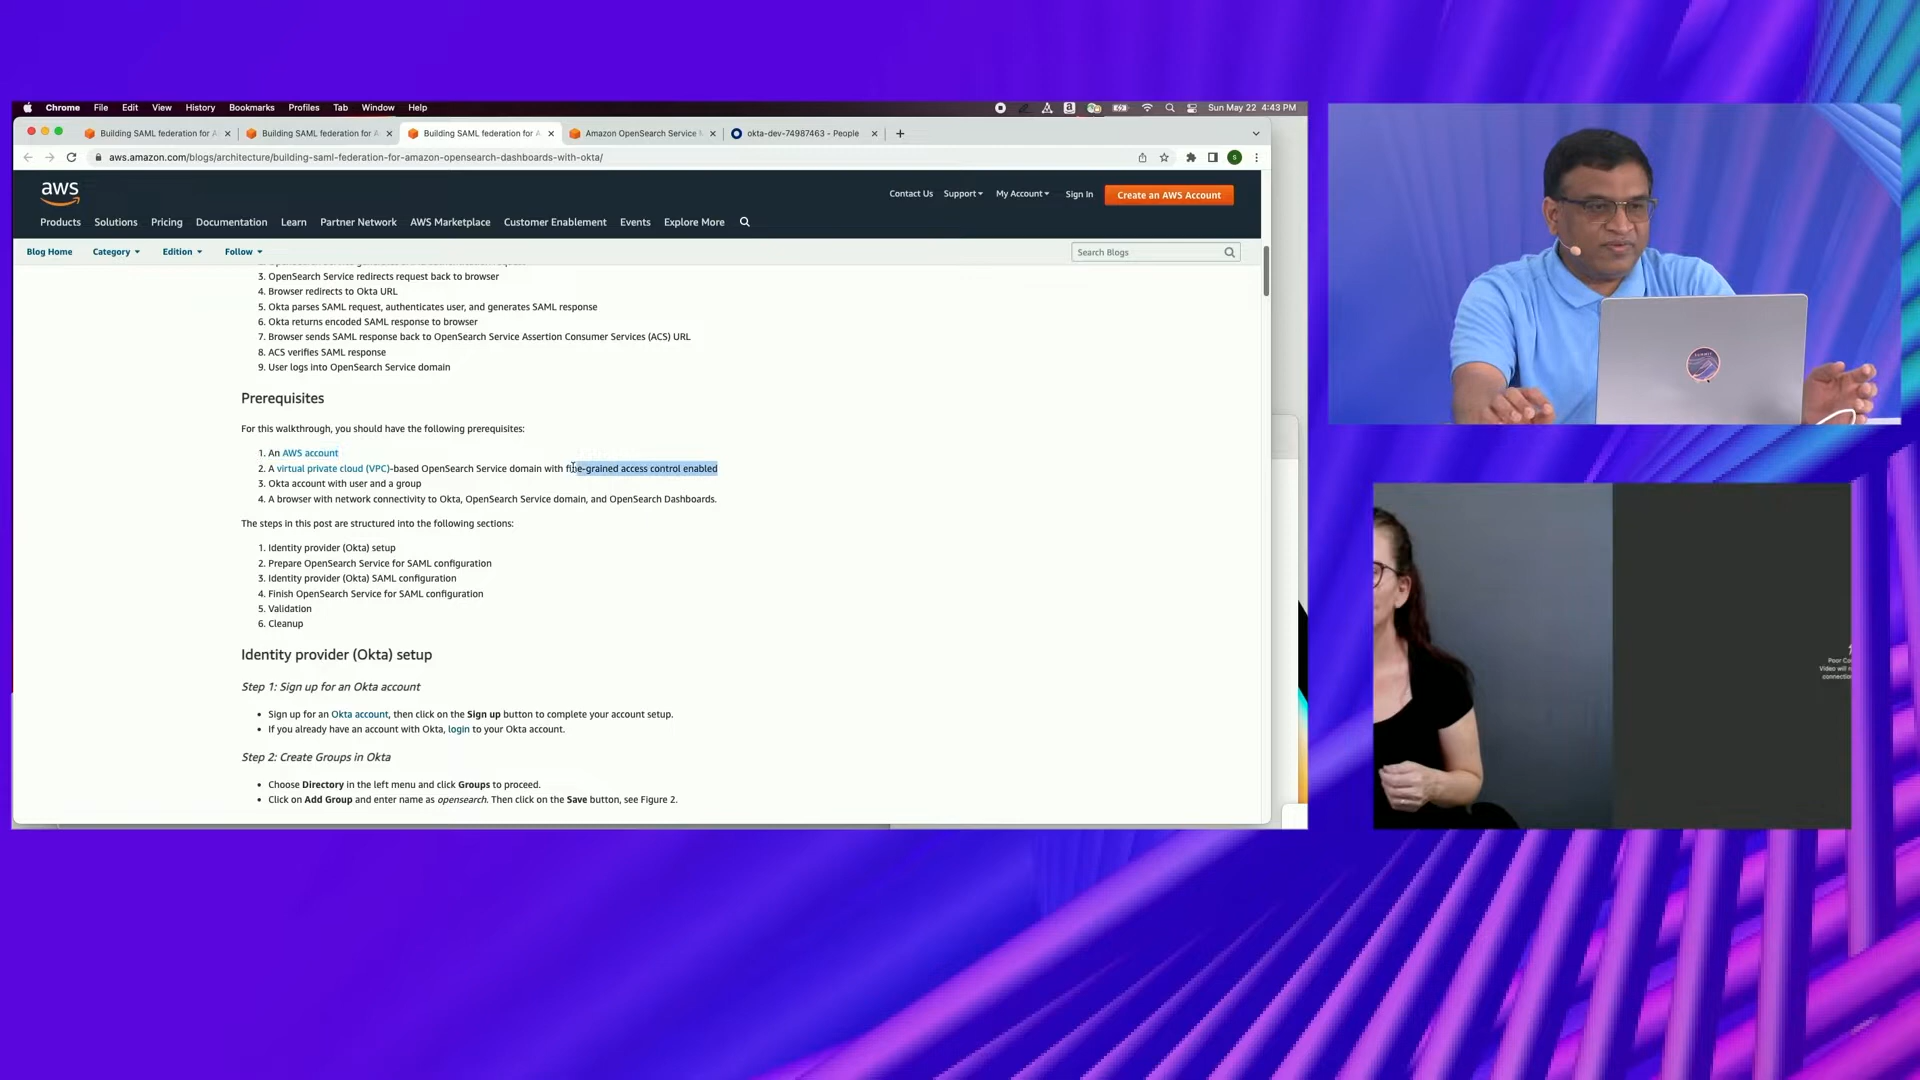 Chrome File Edit View History Bookmarks Profiles Tab Window Help Sun May 22 4:43 PM
Building SAML federation for A Building SAML federation for A Building SAML federation for A Amazon OpenSearch Service okta-dev-74987463 - People
aws.amazon.com/blogs/architecture/building-saml-federation-for-amazon-opensearch-dashboards-with-okta/
aws
Contact Us Support My Account Sign In Create an AWS Account
Products Solutions Pricing Documentation Learn Partner Network AWS Marketplace Customer Enablement Events Explore More
Blog Home Category Edition Follow Search Blogs
3. OpenSearch Service redirects request back to browser
4. Browser redirects to Okta URL
5. Okta parses SAML request, authenticates user, and generates SAML response
6. Okta returns encoded SAML response to browser
7. Browser sends SAML response back to OpenSearch Service Assertion Consumer Services (ACS) URL
8. ACS verifies SAML response
9. User logs into OpenSearch Service domain
Prerequisites
For this walkthrough, you should have the following prerequisites:
1. An AWS account
2. A virtual private cloud (VPC)-based OpenSearch Service domain with fine-grained access control enabled
3. Okta account with user and a group
4. A browser with network connectivity to Okta, OpenSearch Service domain, and OpenSearch Dashboards.
The steps in this post are structured into the following sections:
1. Identity provider (Okta) setup
2. Prepare OpenSearch Service for SAML configuration
3. Identity provider (Okta) SAML configuration
4. Finish OpenSearch Service for SAML configuration
5. Validation
6. Cleanup
Identity provider (Okta) setup
Step 1: Sign up for an Okta account
• Sign up for an Okta account, then click on the Sign up button to complete your account setup.
• If you already have an account with Okta, login to your Okta account.
Step 2: Create Groups in Okta
• Choose Directory in the left menu and click Groups to proceed.
• Click on Add Group and enter name as opensearch. Then click on the Save button, see Figure 2.
Poor Co
Video will
connection